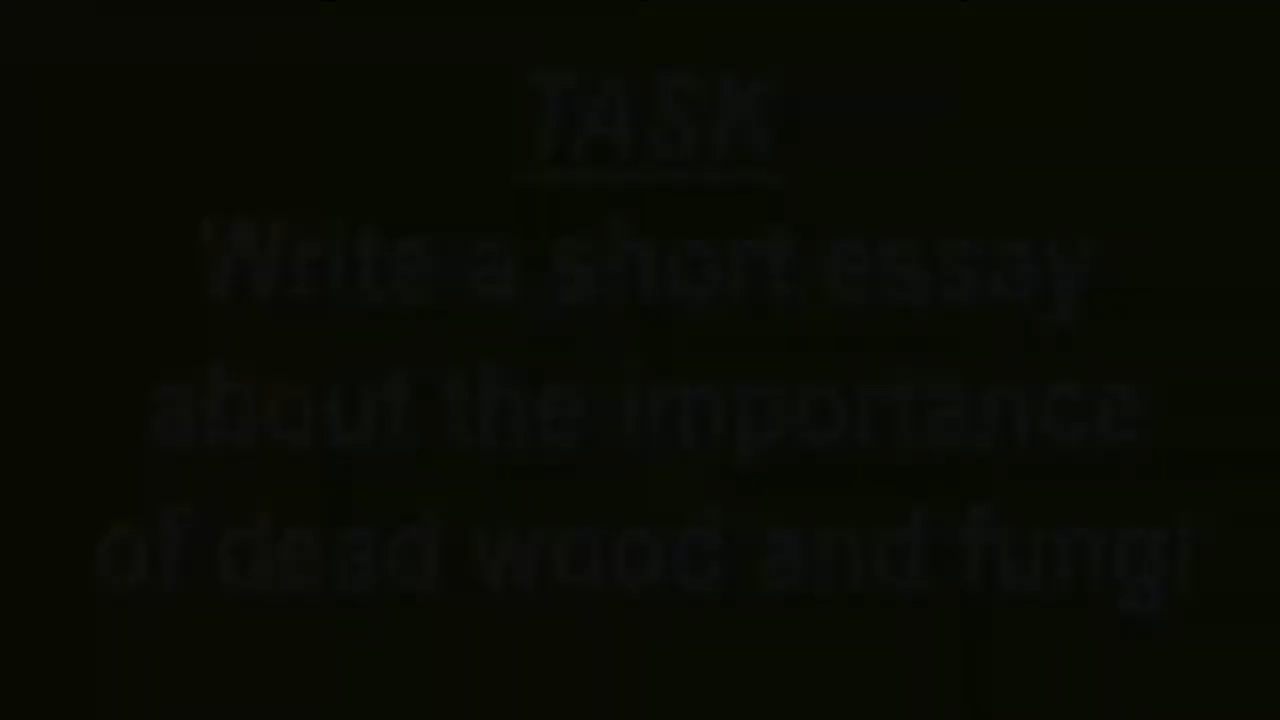 TASK
Write a short essay
about the importance
of dead wood and fungi